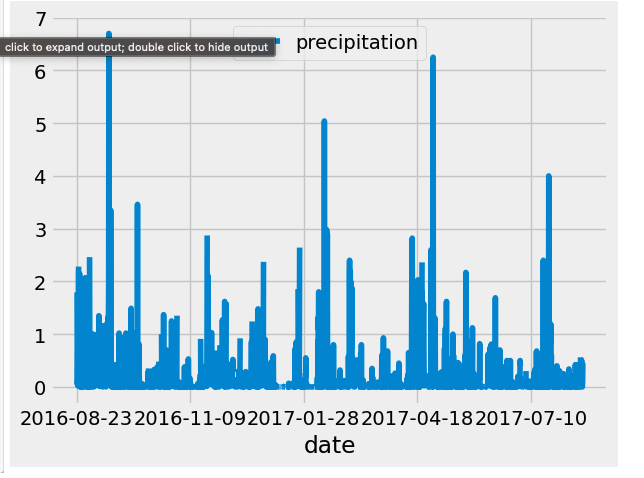 7
click to expand output; double click to hide output
precipitation
6
5
4
3
2
1
0
2016-08-23 2016-11-09 2017-01-28 2017-04-18 2017-07-10
date